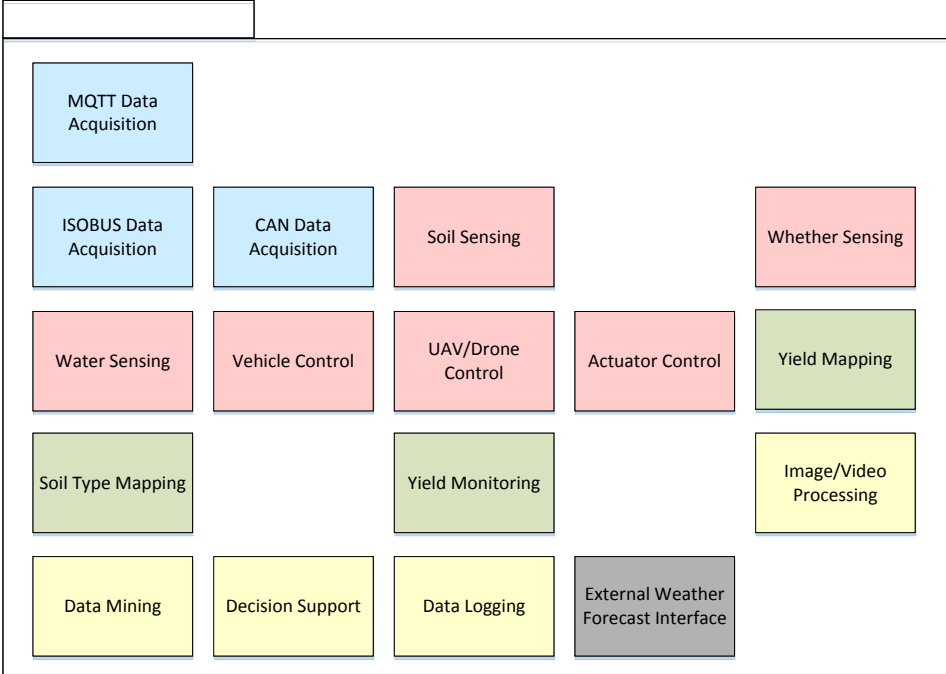 MQTT Data
Acquisition
ISOBUS Data
Acquisition
CAN Data
Acquisition
Soil Sensing
Whether Sensing
Water Sensing
Vehicle Control
UAV/Drone
Control
Actuator Control
Yield Mapping
Soil Type Mapping
Yield Monitoring
Image/Video
Processing
Data Mining
Decision Support
Data Logging
External Weather
Forecast Interface